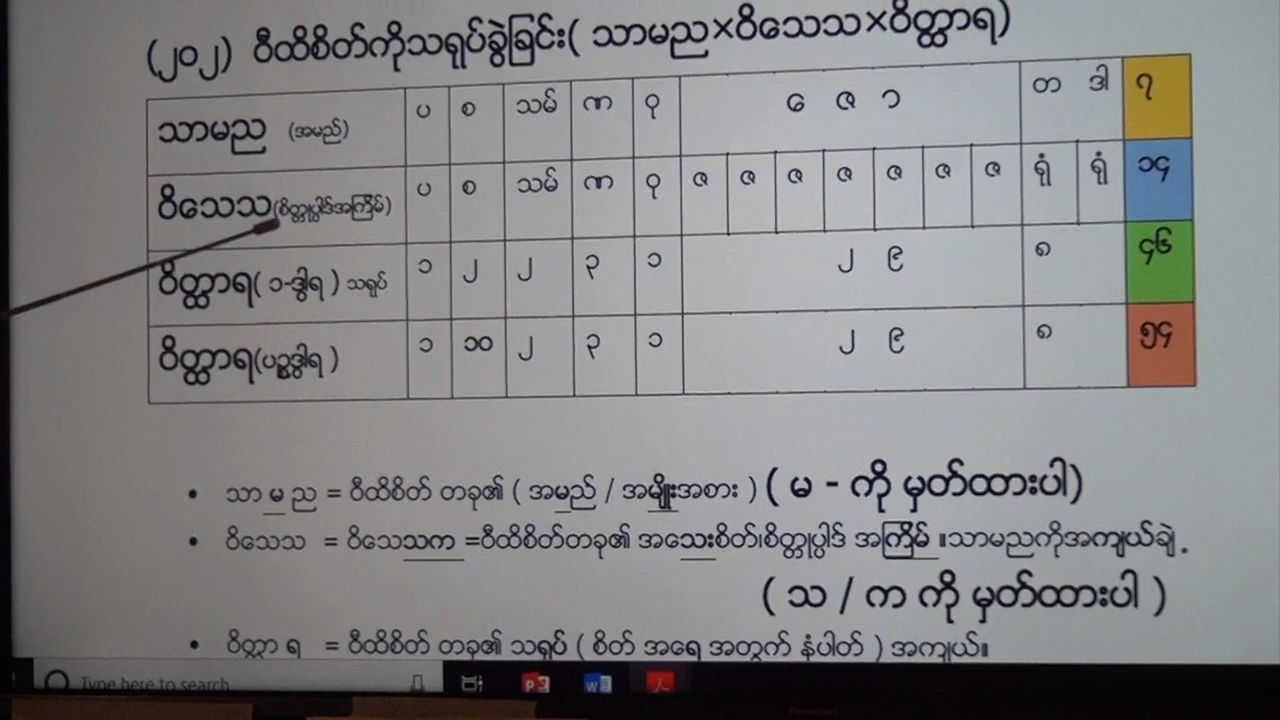 (၂၀၂) ဝီထိစိတ်ကိုသရုပ်ခွဲခြင်း( သာမည×ဝိသေသ×ဝိတ္ထာရ)
သာမည (အမည်) ပ စ သမ် ဏ ဝု ဇော တ ဒါ ၇
ဝိသေသ(စိတ္တုပ္ပါဒ်အကြိမ်) ပ စ သမ် ဏ ဝု ဇ ဇ ဇ ဇ ဇ ဇ ဇ ရုံ ရုံ ၁၄
ဝိတ္ထာရ( ၁-ဒွါရ ) သရုပ် ၁ ၂ ၂ ၃ ၁ ၂ ၉ ၈ ၄၆
ဝိတ္ထာရ(ပဉ္စဒွါရ ) ၁ ၁၀ ၂ ၃ ၁ ၂ ၉ ၈ ၅၄
• သာ မ ည = ဝီထိစိတ် တခု၏ ( အမည် / အမျိုးအစား ) ( မ - ကို မှတ်ထားပါ)
• ဝိသေသ = ဝိသေသက =ဝီထိစိတ်တခု၏ အသေးစိတ်၊စိတ္တုပ္ပါဒ် အကြိမ် ။သာမညကိုအကျယ်ချဲ့.
( သ / က ကို မှတ်ထားပါ )
• ဝိတ္ထာ ရ = ဝီထိစိတ် တခု၏ သရုပ် ( စိတ် အရေ အတွက် နံပါတ် ) အကျယ်။
Type here to search